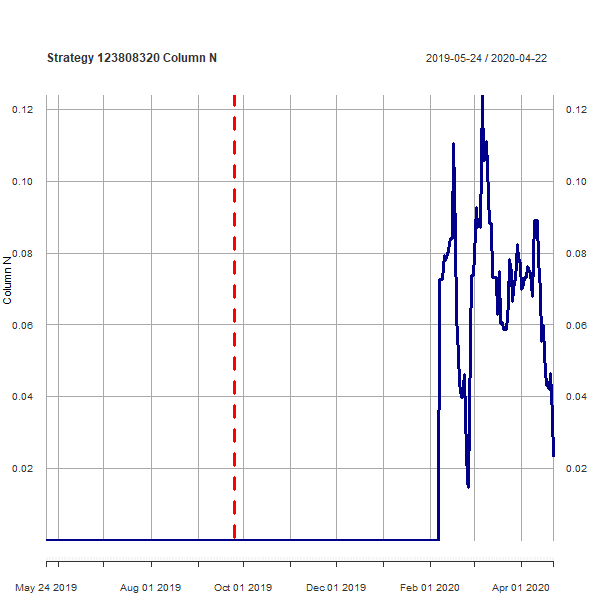 Strategy 123808320 Column N
2019-05-24 / 2020-04-22
0.12
0.12
0.10
0.10
0.08
0.08
Column N
0.06
0.06
0.04
0.04
0.02
0.02
May 24 2019
Aug 01 2019
Oct 01 2019
Dec 01 2019
Feb 01 2020
Apr 01 2020